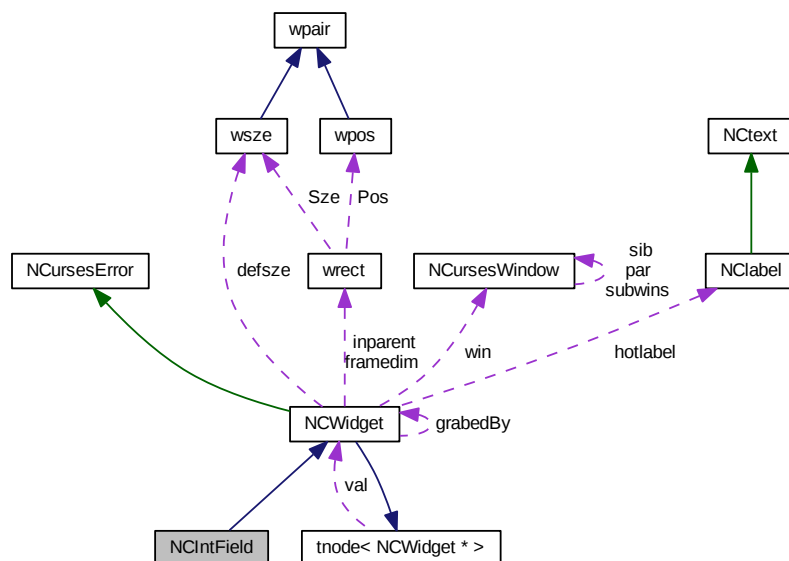 wpair
wsze
wpos
NCtext
Sze
Pos
NCursesError
defsze
wrect
NCursesWindow
sib
par
subwins
NClabel
inparent
framedim
win
hotlabel
NCWidget
grabedBy
val
NCIntField
tnode< NCWidget * >